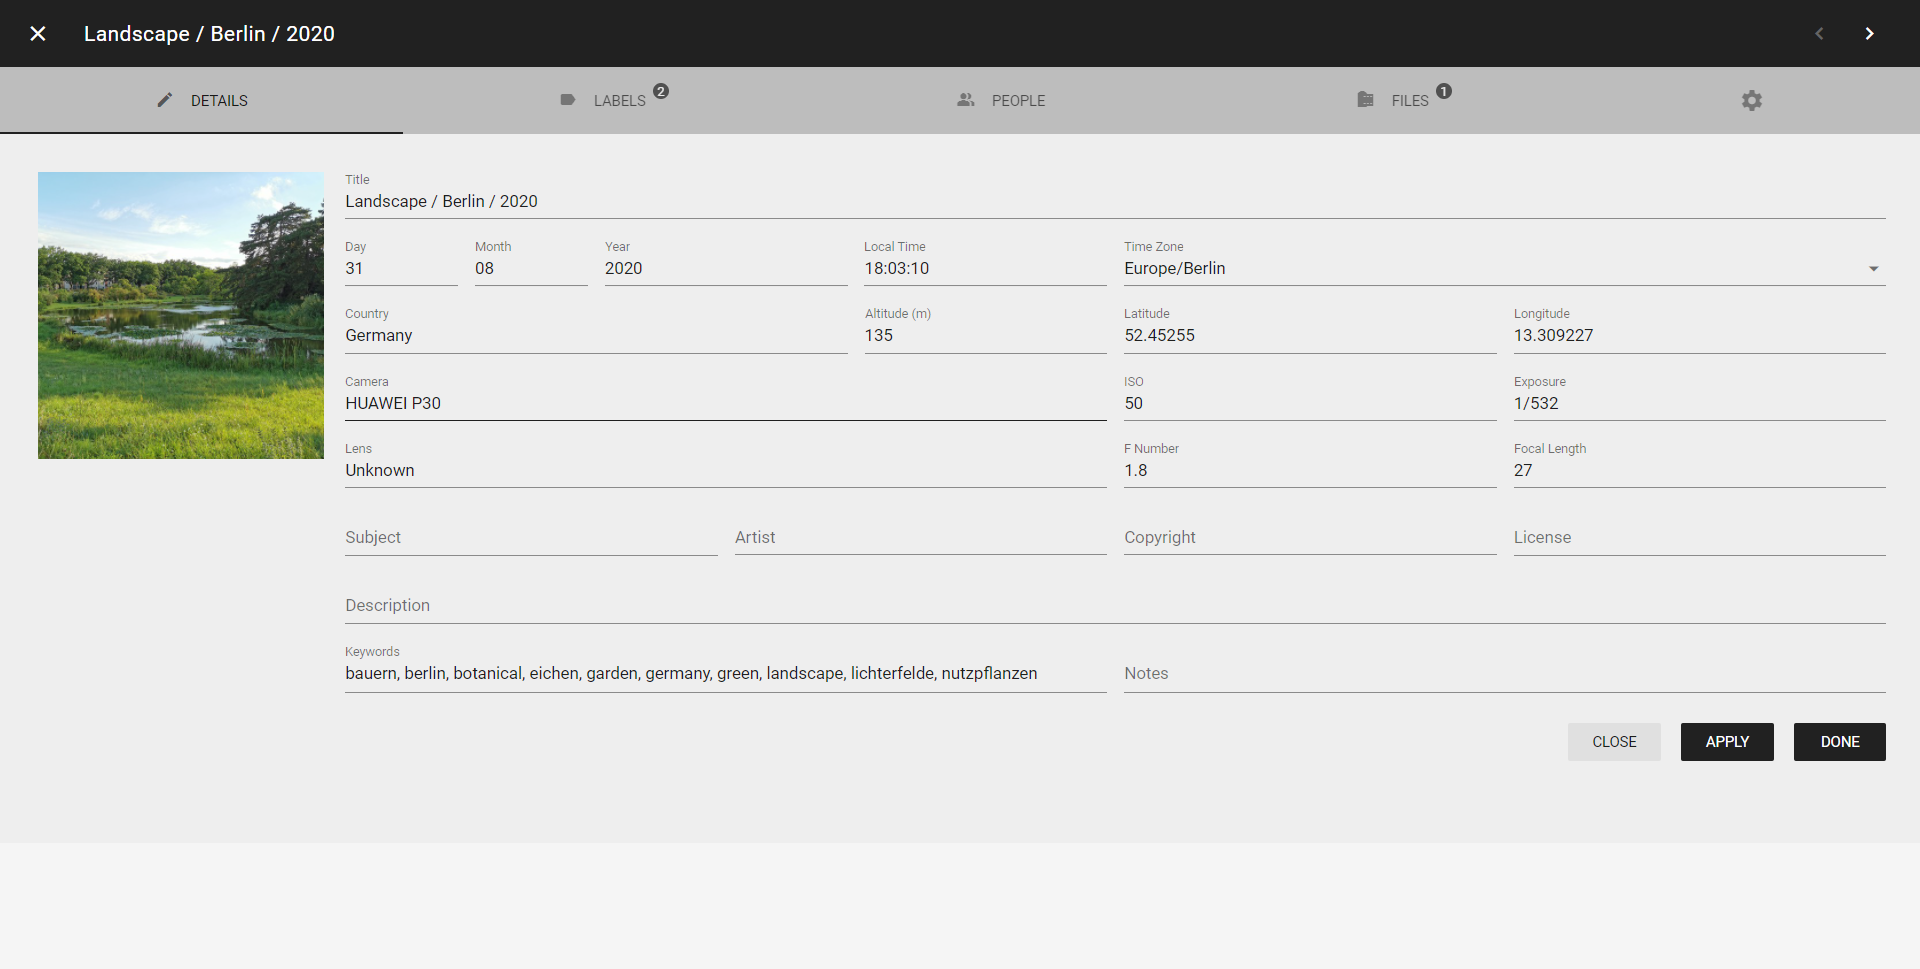 Landscape / Berlin / 2020
DETAILS
LABELS 2
PEOPLE
FILES 1
Title
Landscape / Berlin / 2020
Day Month Year Local Time Time Zone
31 08 2020 18:03:10 Europe/Berlin
Country Altitude (m) Latitude Longitude
Germany 135 52.45255 13.309227
Camera ISO Exposure
HUAWEI P30 50 1/532
Lens F Number Focal Length
Unknown 1.8 27
Subject Artist Copyright License
Description
Keywords
bauern, berlin, botanical, eichen, garden, germany, green, landscape, lichterfelde, nutzpflanzen
Notes
CLOSE APPLY DONE